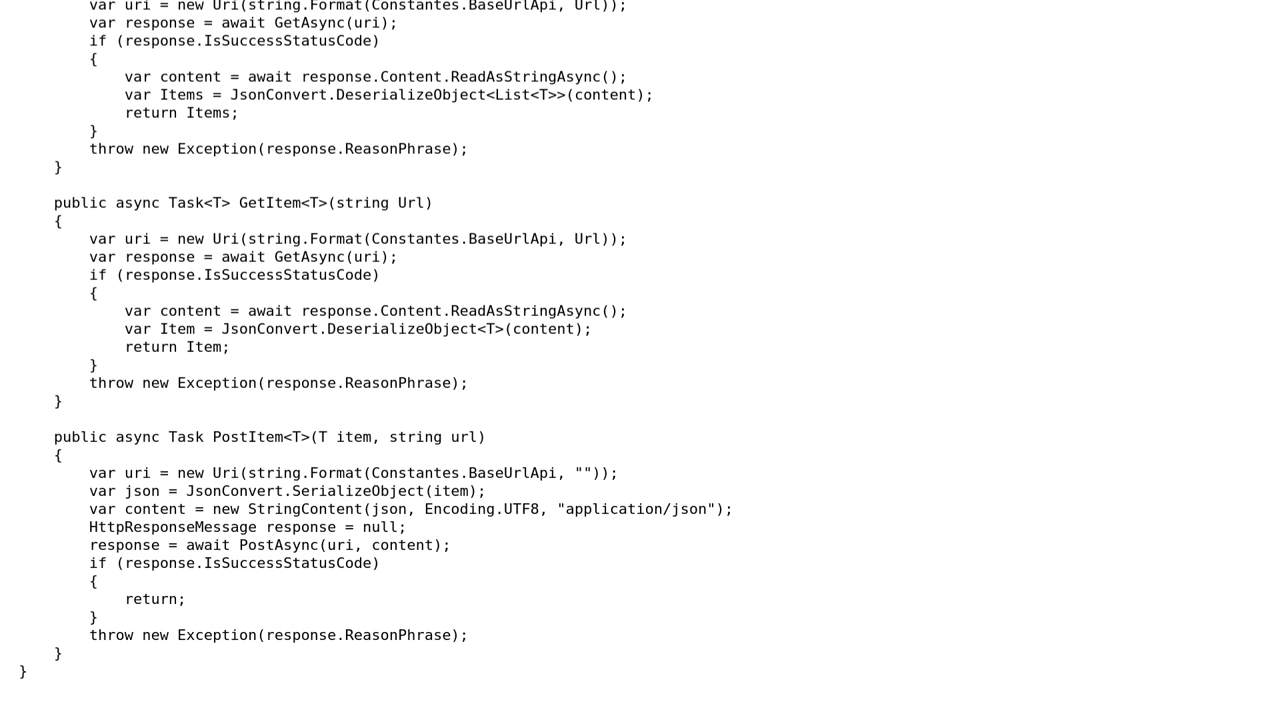 var uri = new Uri(string.Format(Constantes.BaseUrlApi, Url));
var response = await GetAsync(uri);
if (response.IsSuccessStatusCode)
{
var content = await response.Content.ReadAsStringAsync();
var Items = JsonConvert.DeserializeObject<List<T>>(content);
return Items;
}
throw new Exception(response.ReasonPhrase);
}
public async Task<T> GetItem<T>(string Url)
{
var uri = new Uri(string.Format(Constantes.BaseUrlApi, Url));
var response = await GetAsync(uri);
if (response.IsSuccessStatusCode)
{
var content = await response.Content.ReadAsStringAsync();
var Item = JsonConvert.DeserializeObject<T>(content);
return Item;
}
throw new Exception(response.ReasonPhrase);
}
public async Task PostItem<T>(T item, string url)
{
var uri = new Uri(string.Format(Constantes.BaseUrlApi, ""));
var json = JsonConvert.SerializeObject(item);
var content = new StringContent(json, Encoding.UTF8, "application/json");
HttpResponseMessage response = null;
response = await PostAsync(uri, content);
if (response.IsSuccessStatusCode)
{
return;
}
throw new Exception(response.ReasonPhrase);
}
}